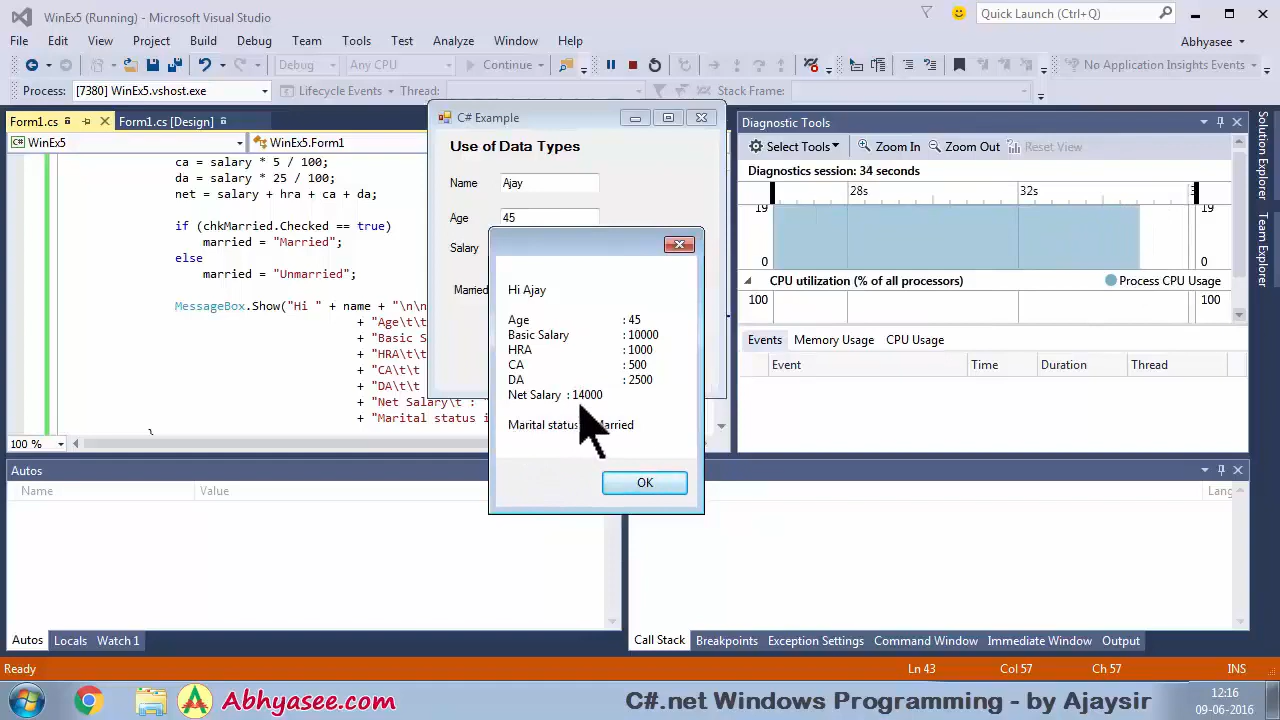 WinEx5 (Running) - Microsoft Visual Studio
Quick Launch (Ctrl+Q)
File Edit View Project Build Debug Team Tools Test Analyze Window Help
Abhyasee
Debug Any CPU Continue No Application Insights Events
Process: [7380] WinEx5.vshost.exe Lifecycle Events Thread: Stack Frame:
Form1.cs Form1.cs [Design]
WinEx5 WinEx5.Form1
ca = salary * 5 / 100;
da = salary * 25 / 100;
net = salary + hra + ca + da;
if (chkMarried.Checked == true)
married = "Married";
else
married = "Unmarried";
MessageBox.Show("Hi " + name + "\n\n
+ "Age\t\t
+ "Basic S
+ "HRA\t\t
+ "CA\t\t
+ "DA\t\t
+ "Net Salary\t :
+ "Marital status i
}
100 %
C# Example
Use of Data Types
Name Ajay
Age 45
Salary
Married
Hi Ajay
Age : 45
Basic Salary : 10000
HRA : 1000
CA : 500
DA : 2500
Net Salary : 14000
Marital status arried
OK
Diagnostic Tools
Select Tools Zoom In Zoom Out Reset View
Diagnostics session: 34 seconds
28s 32s
19 19
0 0
CPU utilization (% of all processors) Process CPU
100 100
Events Memory Usage CPU Usage
Event Time Duration Thread
Solution Explorer
Team Explorer
Autos
Name Value
Lang
Autos Locals Watch 1
Call Stack Breakpoints Exception Settings Command Window Immediate Window Output
Ready Ln 43 Col 57 Ch 57 INS
Abhyasee.com
C#.net Windows Programming - by Ajaysir
12:16
09-06-2016